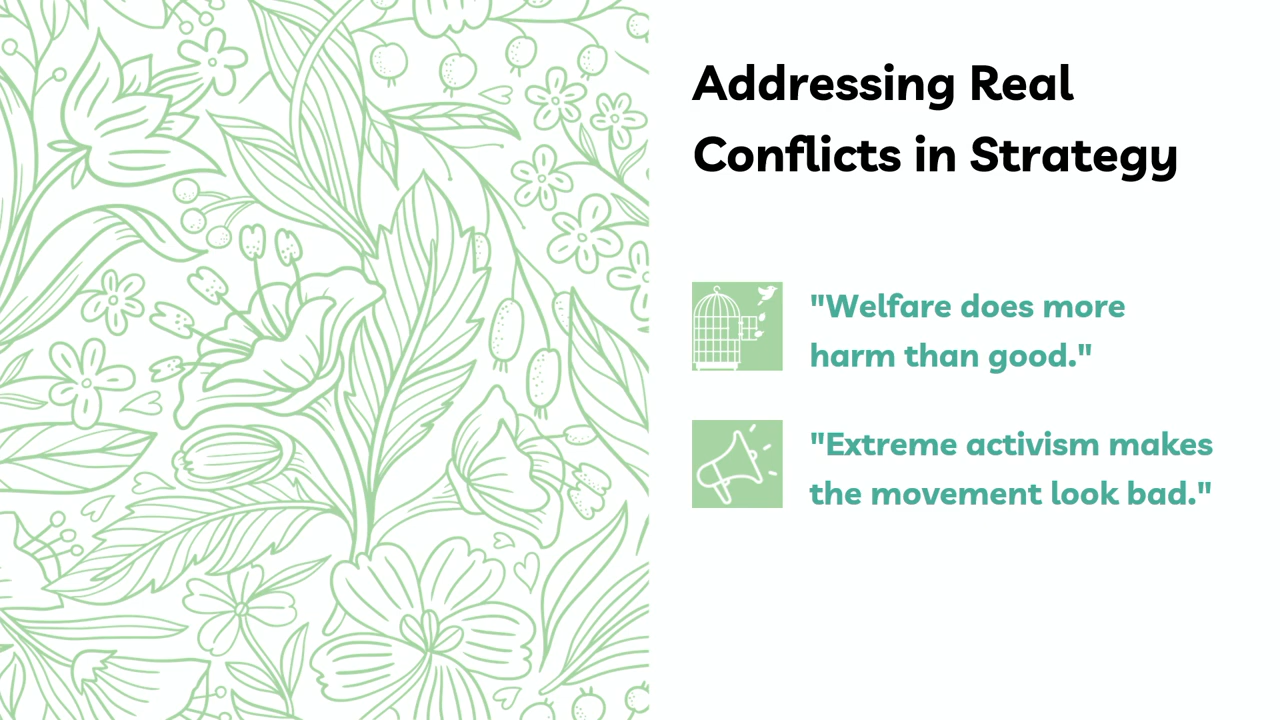 Addressing Real
Conflicts in Strategy
"Welfare does more
harm than good."
"Extreme activism makes
the movement look bad."